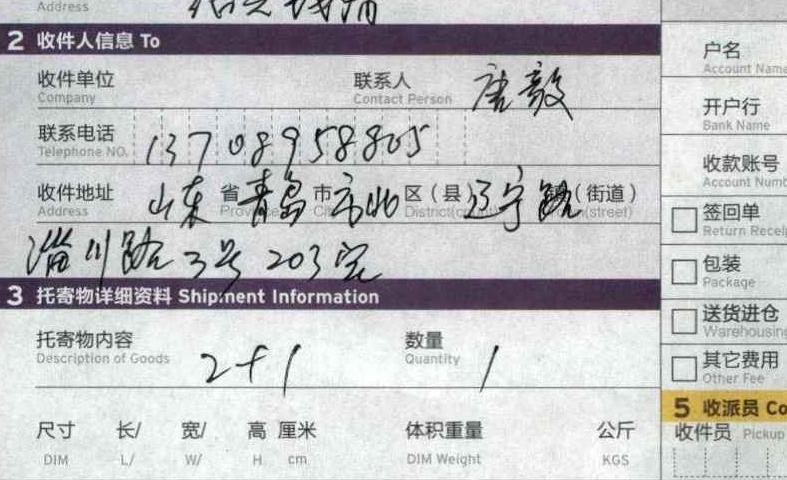 Address
2 收件人信息 To
收件单位 联系人 唐毅
Company Contact Person
联系电话 13708958805
Telephone NO.
收件地址 山东 省 青岛 市 市北 区(县) 辽宁路 镇(街道)
Address Province City District(c (street)
淄川路3号203室
3 托寄物详细资料 Shipment Information
托寄物内容 2+1 数量 1
Description of Goods Quantity
尺寸 长/ 宽/ 高 厘米 体积重量 公斤
DIM L/ W/ H cm DIM Weight KGS
户名
Account Name
开户行
Bank Name
收款账号
Account Numb
签回单
Return Receip
包装
Package
送货进仓
Warehousing
其它费用
Other Fee
5 收派员 Co
收件员 Pickup